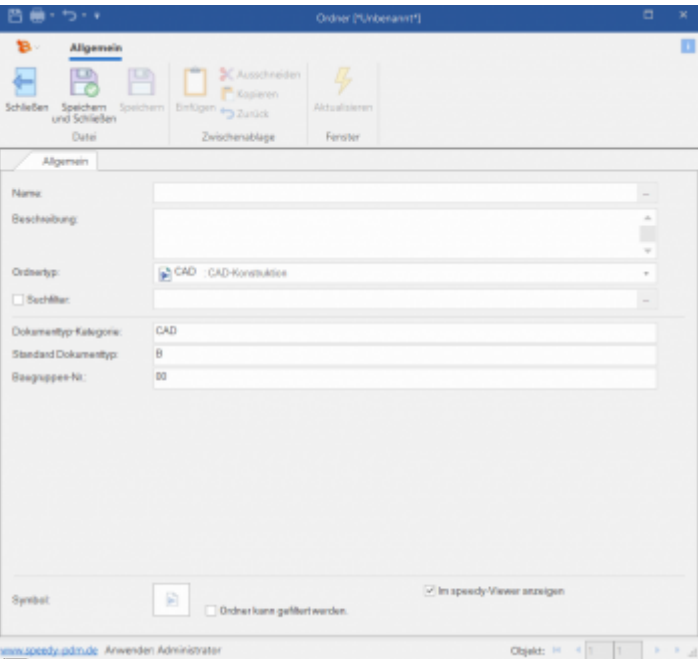 Ordner [*Unbenannt*]
Allgemein
Schließen
Speichern und Schließen
Speichern
Einfügen
Ausschneiden
Kopieren
Zurück
Aktualisieren
Datei
Zwischenablage
Fenster
Allgemein
Name:
Beschreibung:
Ordnertyp: CAD : CAD-Konstruktion
Suchfilter:
Dokumenttyp-Kategorie: CAD
Standard Dokumenttyp: B
Baugruppen-Nr.: 00
Im speedy-Viewer anzeigen
Symbol:
Ordner kann gefiltert werden.
www.speedy-pdm.de Anwender: Administrator Objekt: 1 1